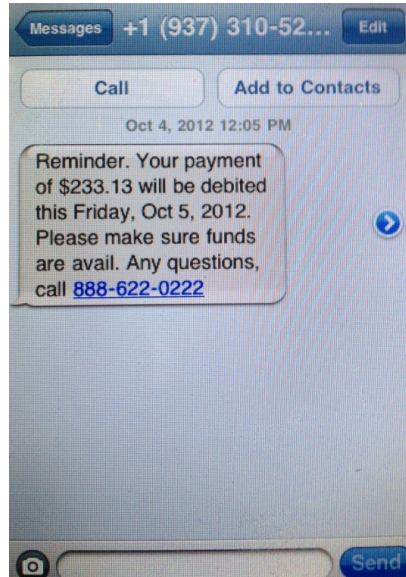 Messages +1 (937) 310-52... Edit
Call Add to Contacts
Oct 4, 2012 12:05 PM
Reminder. Your payment
of $233.13 will be debited
this Friday, Oct 5, 2012.
Please make sure funds
are avail. Any questions,
call 888-622-0222
Send